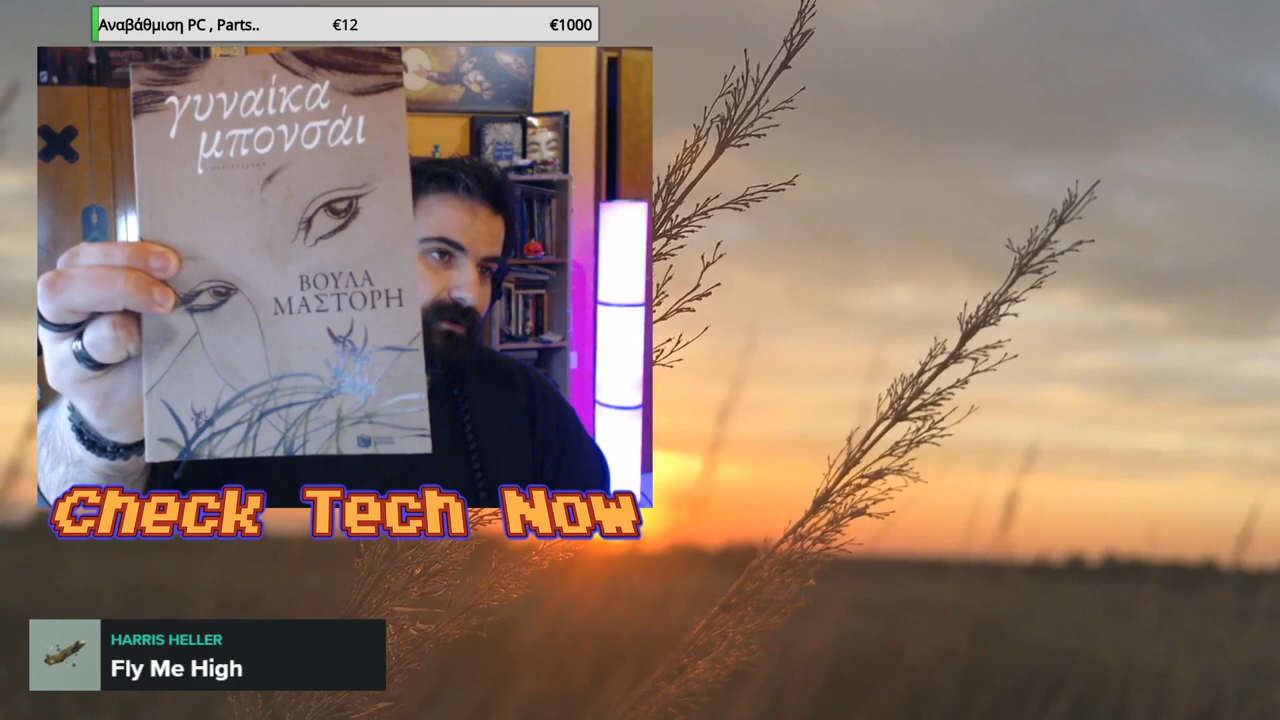 Αναβάθμιση PC , Parts.. €12 €1000
γυναίκα
μπονσάι
ΒΟΥΛΑ
ΜΑΣΤΟΡΗ
Check Tech Now
HARRIS HELLER
Fly Me High